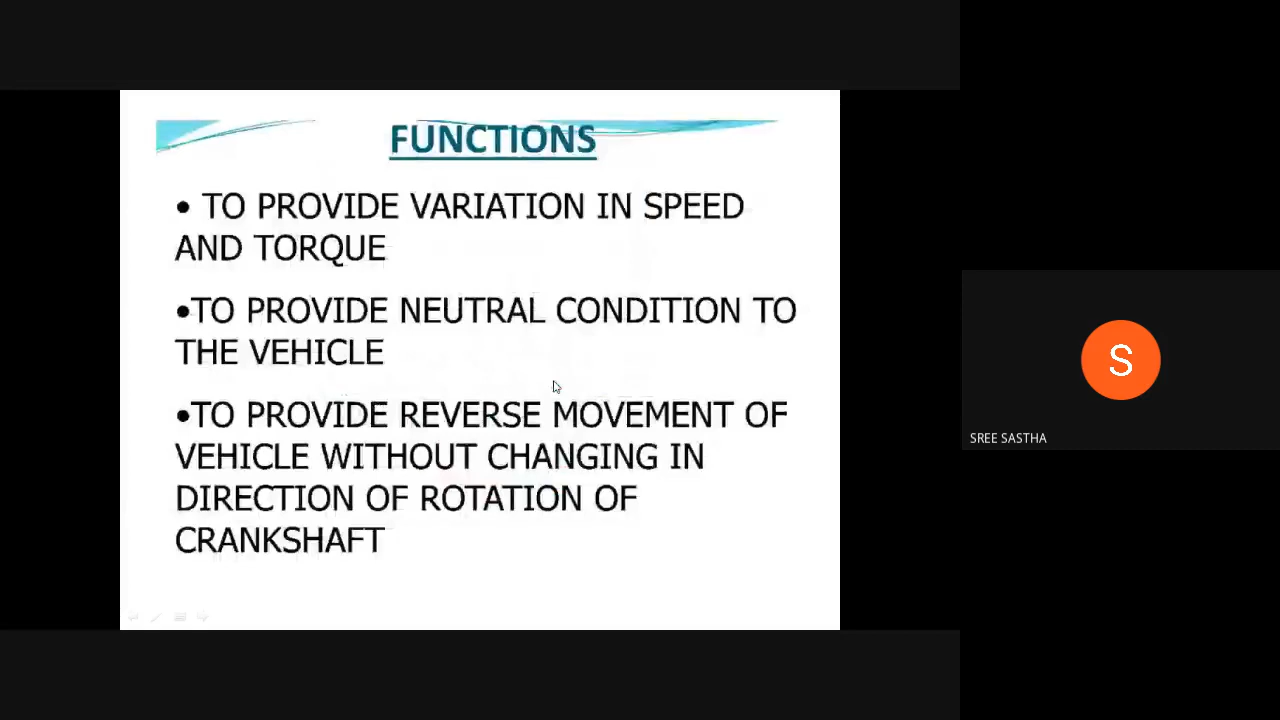 FUNCTIONS
• TO PROVIDE VARIATION IN SPEED
AND TORQUE
•TO PROVIDE NEUTRAL CONDITION TO
THE VEHICLE
•TO PROVIDE REVERSE MOVEMENT OF
VEHICLE WITHOUT CHANGING IN
DIRECTION OF ROTATION OF
CRANKSHAFT
S
SREE SASTHA